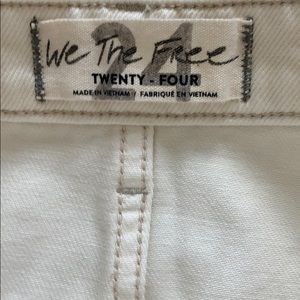 We The Free
24
TWENTY - FOUR
MADE IN VIETNAM / FABRIQUÉ EN VIETNAM